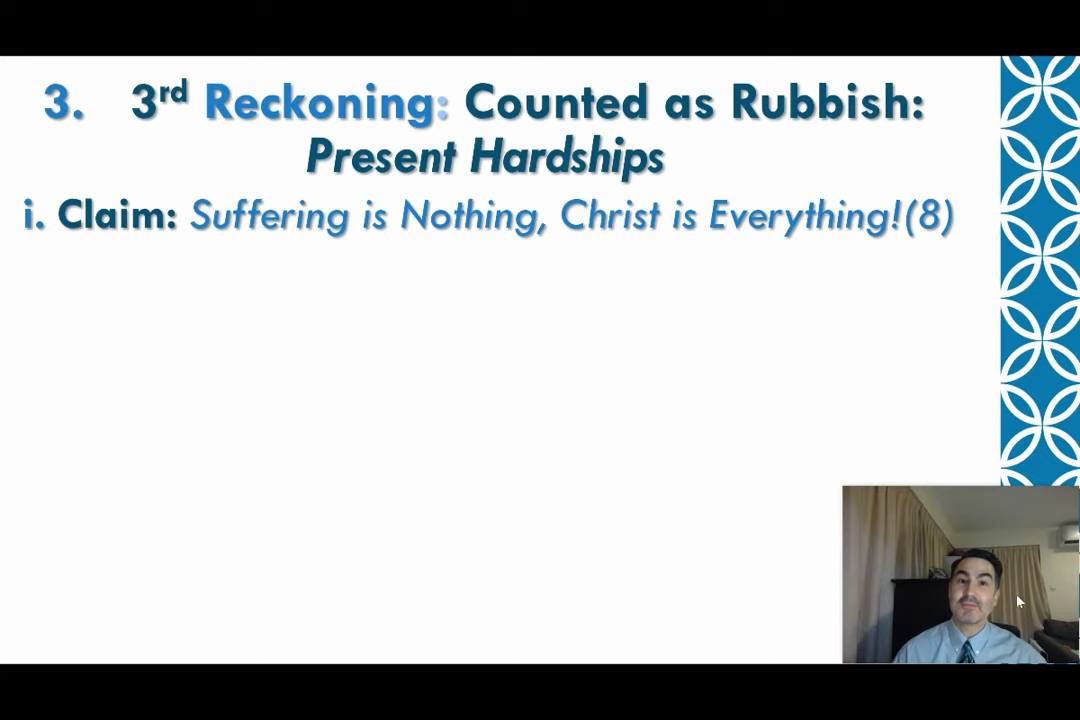 3. 3rd Reckoning: Counted as Rubbish:
Present Hardships
i. Claim: Suffering is Nothing, Christ is Everything!(8)